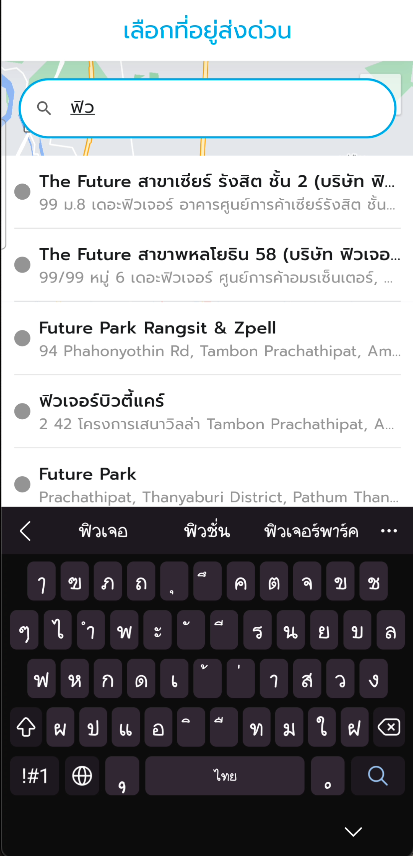 เลือกที่อยู่ส่งด่วน
ฟิว
The Future สาขาเซียร์ รังสิต ชั้น 2 (บริษัท ฟิ...
99 ม.8 เดอะฟิวเจอร์ อาคารศูนย์การค้าเซียร์รังสิต ชั้น...
The Future สาขาพหลโยธิน 58 (บริษัท ฟิวเจอ...
99/99 หมู่ 6 เดอะฟิวเจอร์ ศูนย์การค้าอมรเซ็นเตอร์, ...
Future Park Rangsit & Zpell
94 Phahonyothin Rd, Tambon Prachathipat, Am...
ฟิวเจอร์บิวตี้แคร์
2 42 โครงการเสนาวิลล่า Tambon Prachathipat, A...
Future Park
Prachathipat, Thanyaburi District, Pathum Than...
ฟิวเจอ ฟิวชั่น ฟิวเจอร์พาร์ค ...
ๅ ฃ ภ ถ ุ ึ ค ต จ ข ช
ๆ ไ ำ พ ะ ั ี ร น ย บ ล
ฟ ห ก ด เ ้ ่ า ส ว ง
ผ ป แ อ ิ ื ท ม ใ ฝ
!#1 ไทย